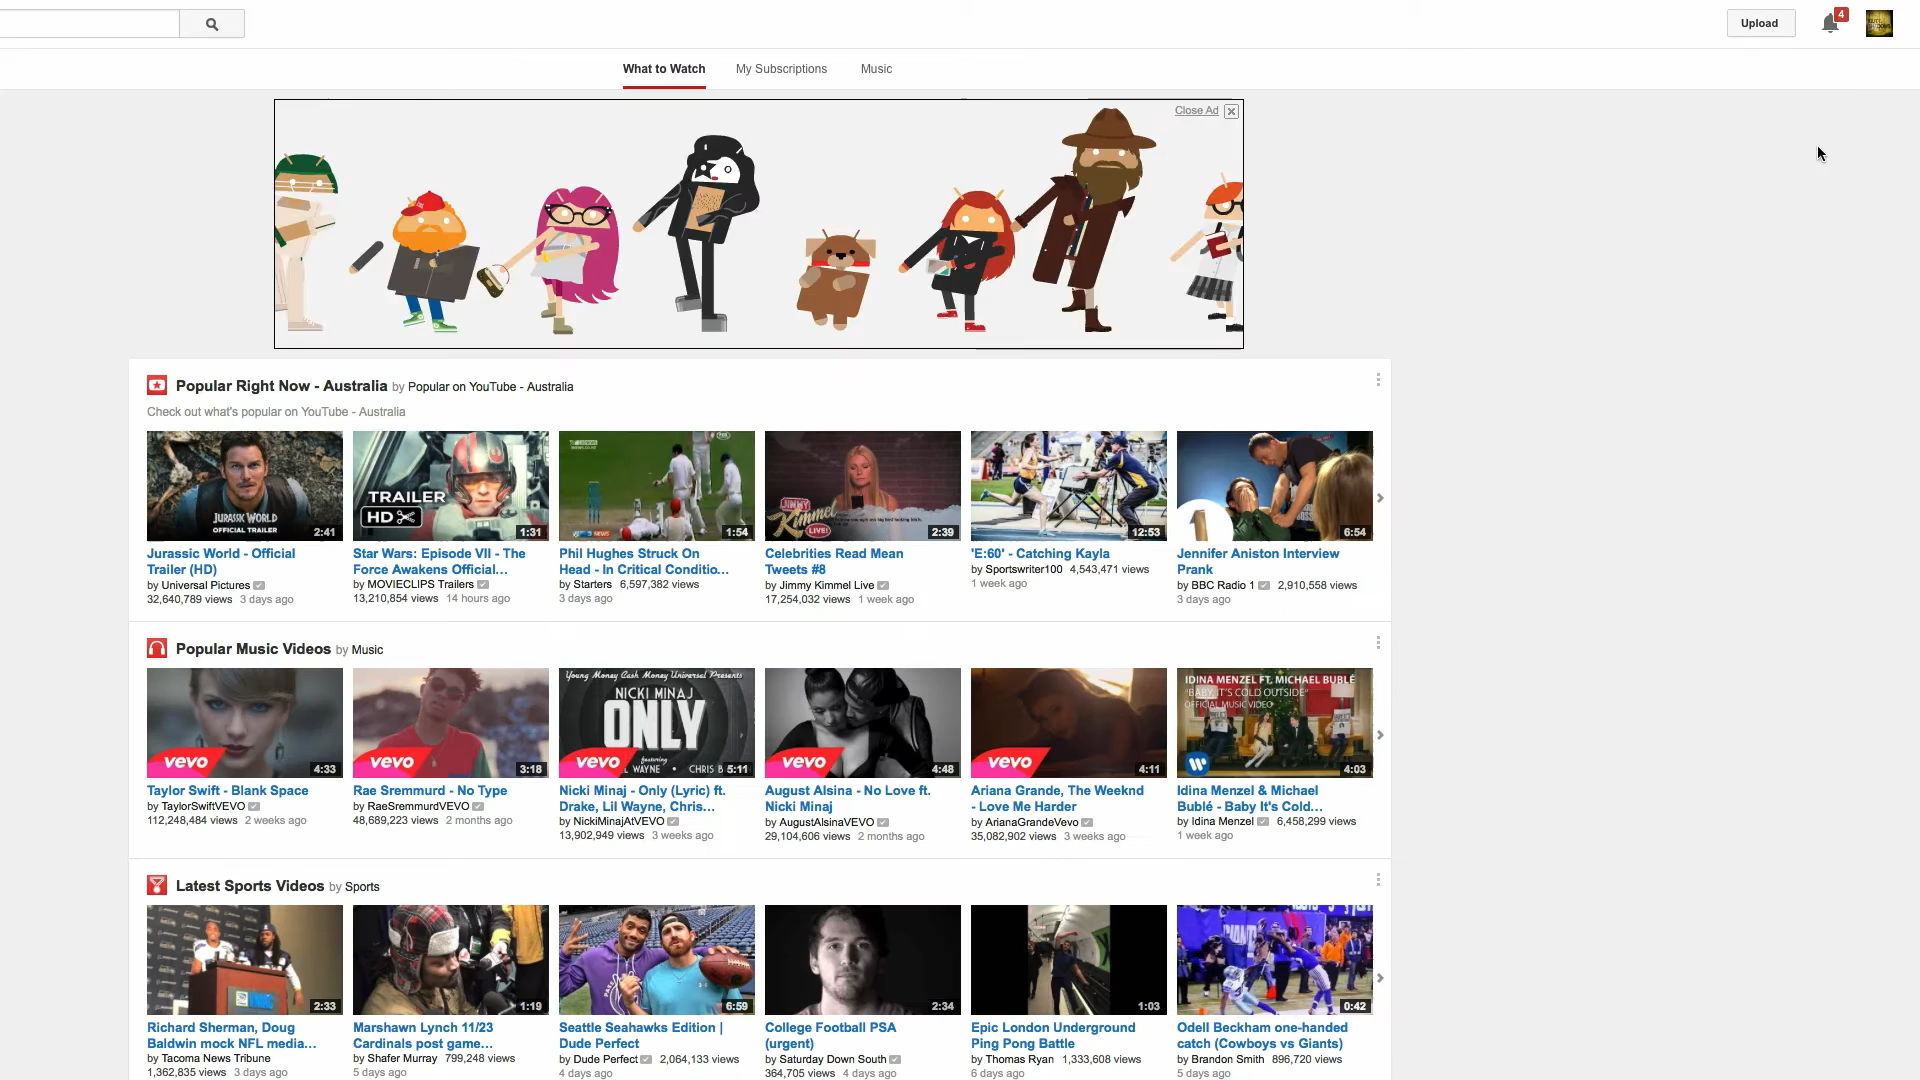 Upload
4
What to Watch
My Subscriptions
Music
Close Ad
Popular Right Now - Australia by Popular on YouTube - Australia
Check out what's popular on YouTube - Australia
JURASSIC WORLD
OFFICIAL TRAILER
2:41
TRAILER
HD
1:31
1:54
JIMMY
Kimmel
LIVE!
2:39
12:53
1
6:54
Jurassic World - Official
Trailer (HD)
by Universal Pictures
32,640,789 views 3 days ago
Star Wars: Episode VII - The
Force Awakens Official...
by MOVIECLIPS Trailers
13,210,854 views 14 hours ago
Phil Hughes Struck On
Head - In Critical Conditio...
by Starters 6,597,382 views
3 days ago
Celebrities Read Mean
Tweets #8
by Jimmy Kimmel Live
17,254,032 views 1 week ago
'E:60' - Catching Kayla
by Sportswriter100 4,543,471 views
1 week ago
Jennifer Aniston Interview
Prank
by BBC Radio 1 2,910,558 views
3 days ago
Popular Music Videos by Music
vevo
4:33
vevo
3:18
Young Money Cash Money Universal Presents
NICKI MINAJ
ONLY
featuring
L WAYNE • CHRIS B
vevo
5:11
vevo
4:48
vevo
4:11
IDINA MENZEL FT. MICHAEL BUBLÉ
"BABY, IT'S COLD OUTSIDE"
OFFICIAL MUSIC VIDEO
4:03
Taylor Swift - Blank Space
by TaylorSwiftVEVO
112,248,484 views 2 weeks ago
Rae Sremmurd - No Type
by RaeSremmurdVEVO
48,689,223 views 2 months ago
Nicki Minaj - Only (Lyric) ft.
Drake, Lil Wayne, Chris...
by NickiMinajAtVEVO
13,902,949 views 3 weeks ago
August Alsina - No Love ft.
Nicki Minaj
by AugustAlsinaVEVO
29,104,606 views 2 months ago
Ariana Grande, The Weeknd
- Love Me Harder
by ArianaGrandeVevo
35,082,902 views 3 weeks ago
Idina Menzel & Michael
Bublé - Baby It's Cold...
by Idina Menzel 6,458,299 views
1 week ago
Latest Sports Videos by Sports
2:33
1:19
6:59
2:34
1:03
0:42
Richard Sherman, Doug
Baldwin mock NFL media...
by Tacoma News Tribune
1,362,835 views 3 days ago
Marshawn Lynch 11/23
Cardinals post game...
by Shafer Murray 799,248 views
5 days ago
Seattle Seahawks Edition |
Dude Perfect
by Dude Perfect 2,064,133 views
4 days ago
College Football PSA
(urgent)
by Saturday Down South
364,705 views 4 days ago
Epic London Underground
Ping Pong Battle
by Thomas Ryan 1,333,608 views
6 days ago
Odell Beckham one-handed
catch (Cowboys vs Giants)
by Brandon Smith 896,720 views
5 days ago